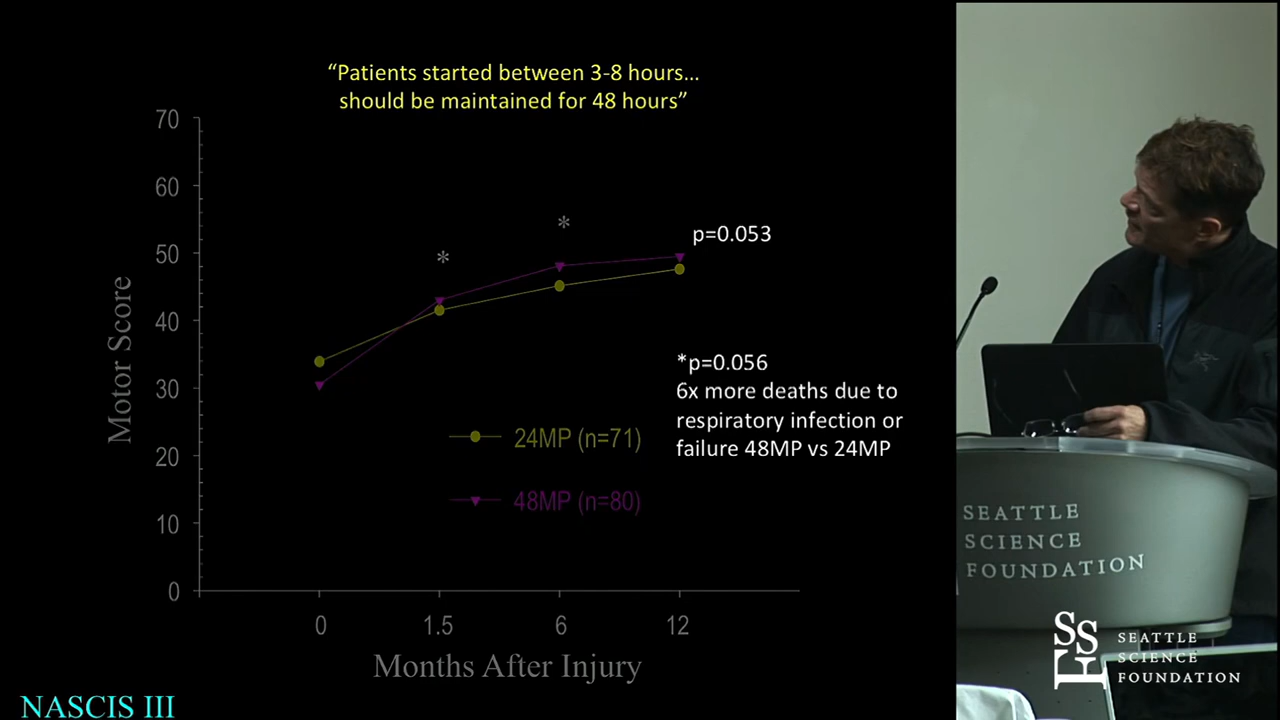 “Patients started between 3-8 hours…
should be maintained for 48 hours”
70
60
50
40
30
20
10
0
Motor Score
*
*
p=0.053
*p=0.056
6x more deaths due to
respiratory infection or
failure 48MP vs 24MP
24MP (n=71)
48MP (n=80)
0
1.5
6
12
Months After Injury
NASCIS III
SEATTLE
SCIENCE
FOUNDATION
SSF
SEATTLE
SCIENCE
FOUNDATION